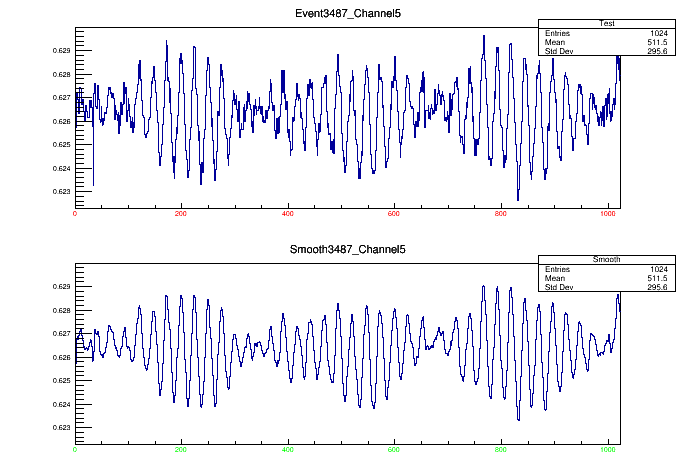 Event3487_Channel5
Test
Entries 1024
Mean 511.5
Std Dev 295.6
0.629
0.628
0.627
0.626
0.625
0.624
0.623
0 200 400 600 800 1000
Smooth3487_Channel5
Smooth
Entries 1024
Mean 511.5
Std Dev 295.6
0.629
0.628
0.627
0.626
0.625
0.624
0.623
0 200 400 600 800 1000